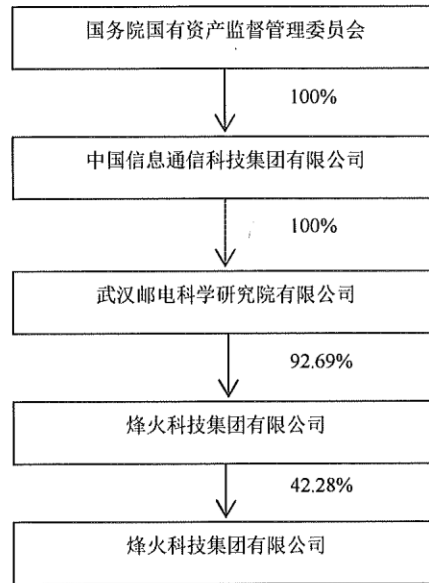 国务院国有资产监督管理委员会
100%
中国信息通信科技集团有限公司
100%
武汉邮电科学研究院有限公司
92.69%
烽火科技集团有限公司
42.28%
烽火科技集团有限公司